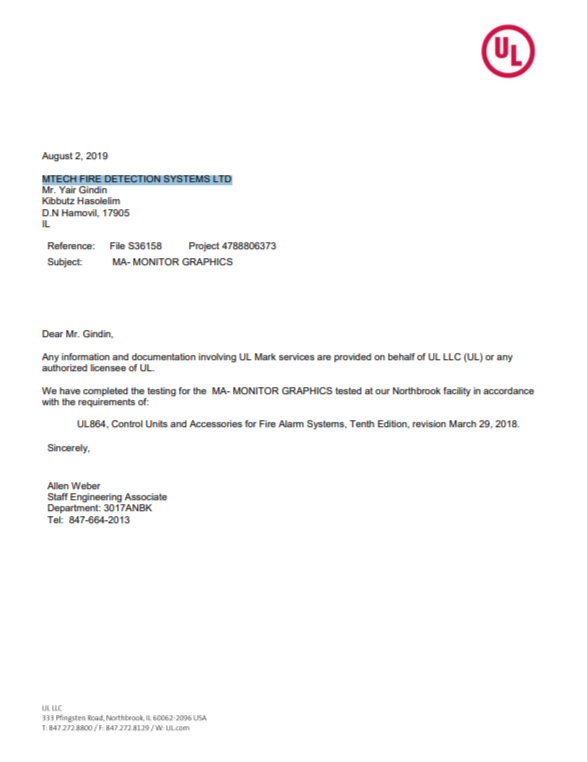 UL
August 2, 2019
MTECH FIRE DETECTION SYSTEMS LTD
Mr. Yair Gindin
Kibbutz Hasolelim
D.N Hamovil, 17905
IL
Reference: File S36158 Project 4788806373
Subject: MA- MONITOR GRAPHICS
Dear Mr. Gindin,
Any information and documentation involving UL Mark services are provided on behalf of UL LLC (UL) or any
authorized licensee of UL.
We have completed the testing for the MA- MONITOR GRAPHICS tested at our Northbrook facility in accordance
with the requirements of:
UL864, Control Units and Accessories for Fire Alarm Systems, Tenth Edition, revision March 29, 2018.
Sincerely,
Allen Weber
Staff Engineering Associate
Department: 3017ANBK
Tel: 847-664-2013
UL LLC
333 Pfingsten Road, Northbrook, IL 60062-2096 USA
T: 847.272.8800 / F: 847.272.8129 / W: UL.com